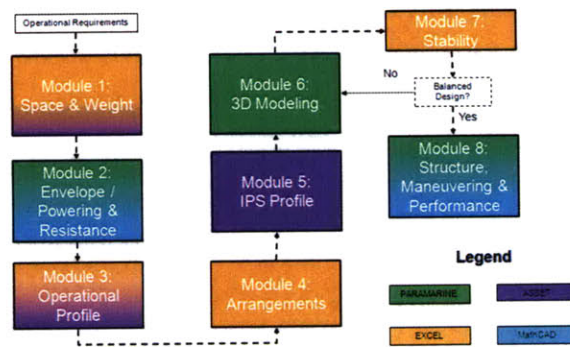 Operational Requirements
Module 1:
Space & Weight
Module 2:
Envelope /
Powering &
Resistance
Module 3:
Operational
Profile
Module 4:
Arrangements
Module 5:
IPS Profile
Module 6:
3D Modeling
Module 7:
Stability
No
Balanced
Design?
Yes
Module 8:
Structure,
Maneuvering &
Performance
Legend
PARAMARINE
ASSET
EXCEL
MathCAD